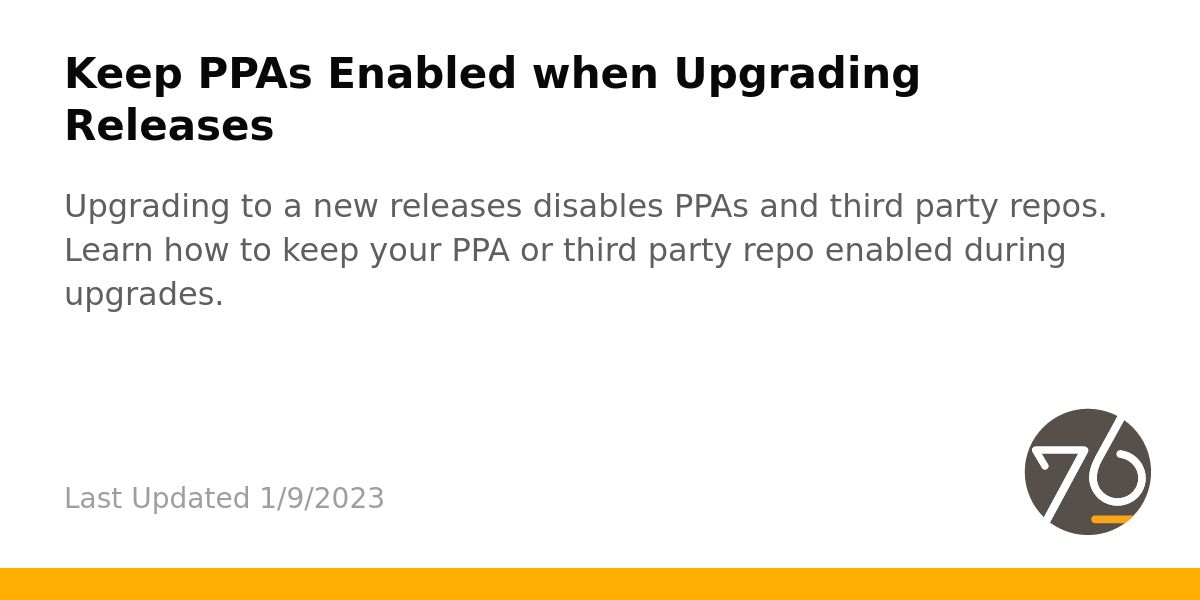 Keep PPAs Enabled when Upgrading
Releases
Upgrading to a new releases disables PPAs and third party repos.
Learn how to keep your PPA or third party repo enabled during
upgrades.
Last Updated 1/9/2023
76